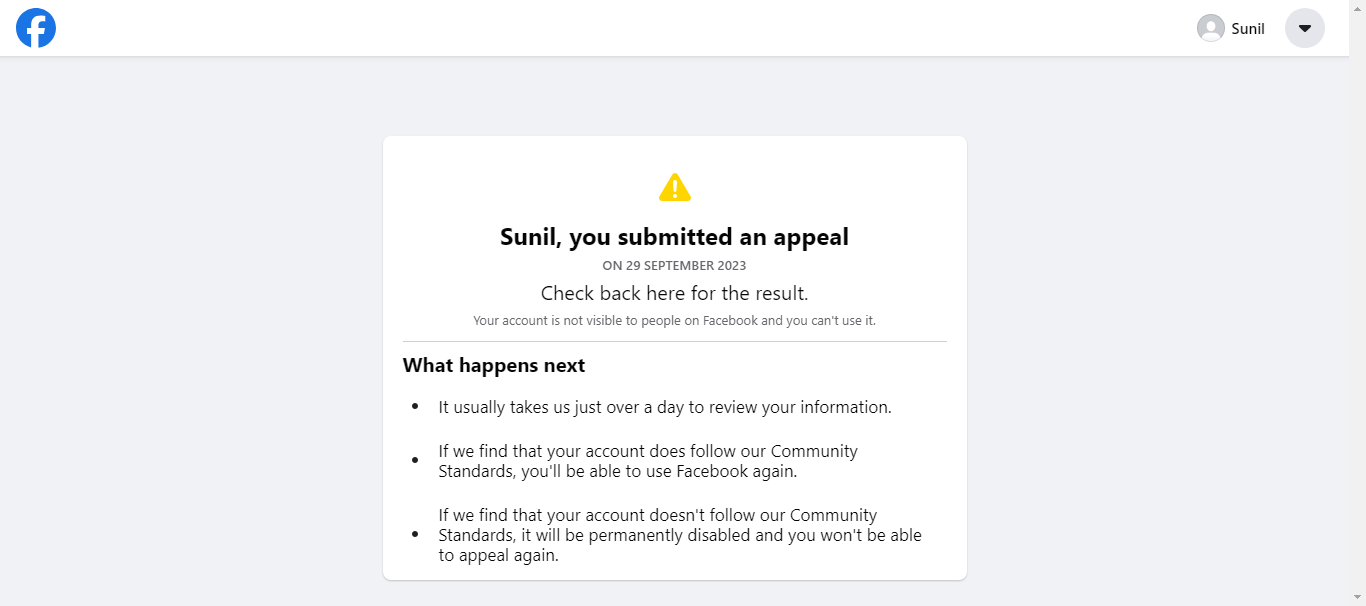 Sunil
Sunil, you submitted an appeal
ON 29 SEPTEMBER 2023
Check back here for the result.
Your account is not visible to people on Facebook and you can't use it.
What happens next
• It usually takes us just over a day to review your information.
• If we find that your account does follow our Community
Standards, you'll be able to use Facebook again.
• If we find that your account doesn't follow our Community
Standards, it will be permanently disabled and you won't be able
to appeal again.